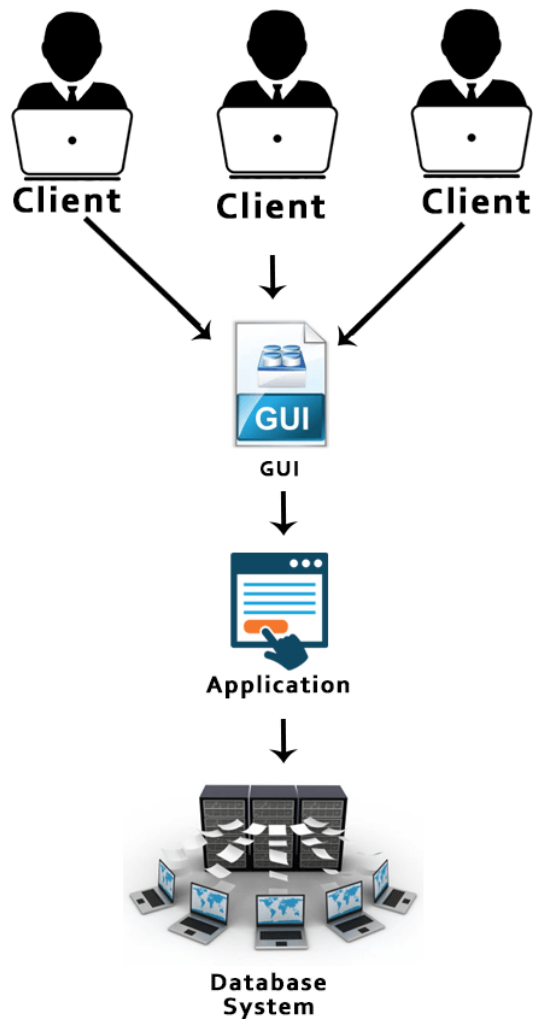 Client
Client
Client
GUI
GUI
Application
Database
System